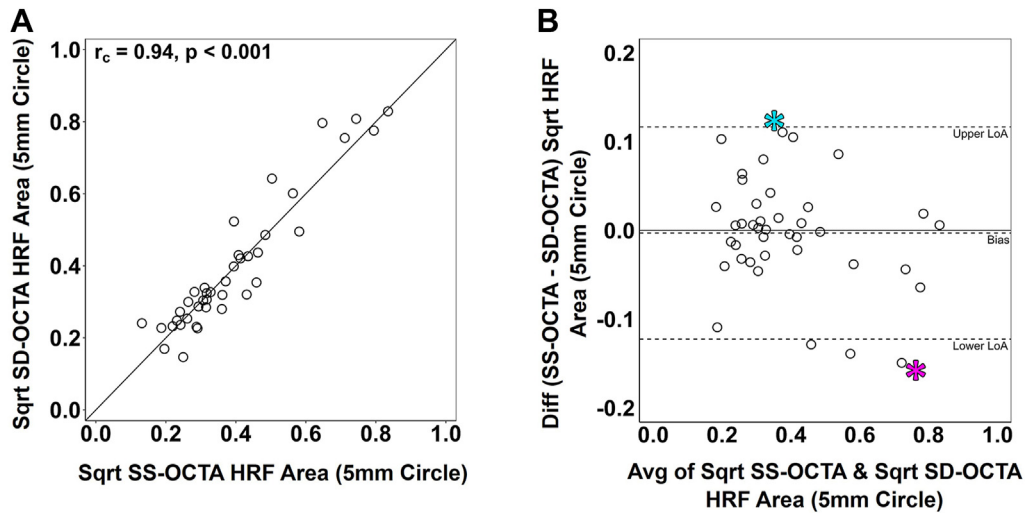 A
r_c = 0.94, p < 0.001
Sqrt SD-OCTA HRF Area (5mm Circle)
1.0
0.8
0.6
0.4
0.2
0.0
0.0 0.2 0.4 0.6 0.8 1.0
Sqrt SS-OCTA HRF Area (5mm Circle)
B
Diff (SS-OCTA - SD-OCTA) Sqrt HRF
Area (5mm Circle)
0.2
0.1
0.0
-0.1
-0.2
Upper LoA
Bias
Lower LoA
0.0 0.2 0.4 0.6 0.8 1.0
Avg of Sqrt SS-OCTA & Sqrt SD-OCTA
HRF Area (5mm Circle)